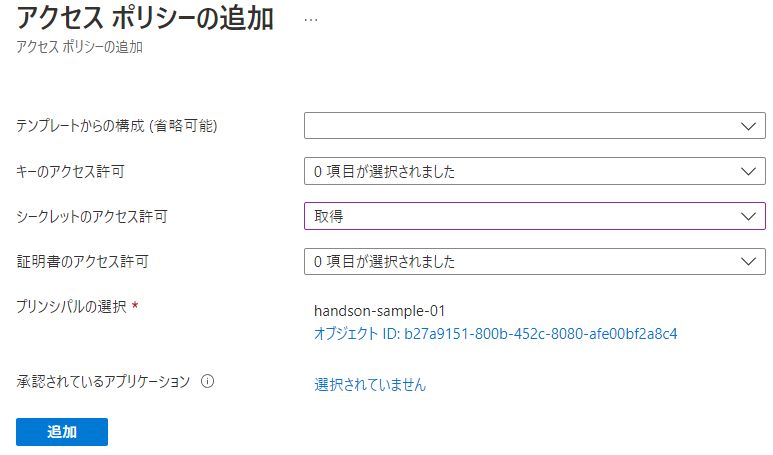 アクセス ポリシーの追加 ...
アクセス ポリシーの追加
テンプレートからの構成 (省略可能)
キーのアクセス許可 0 項目が選択されました
シークレットのアクセス許可 取得
証明書のアクセス許可 0 項目が選択されました
プリンシパルの選択 * handson-sample-01
オブジェクト ID: b27a9151-800b-452c-8080-afe00bf2a8c4
承認されているアプリケーション 選択されていません
追加